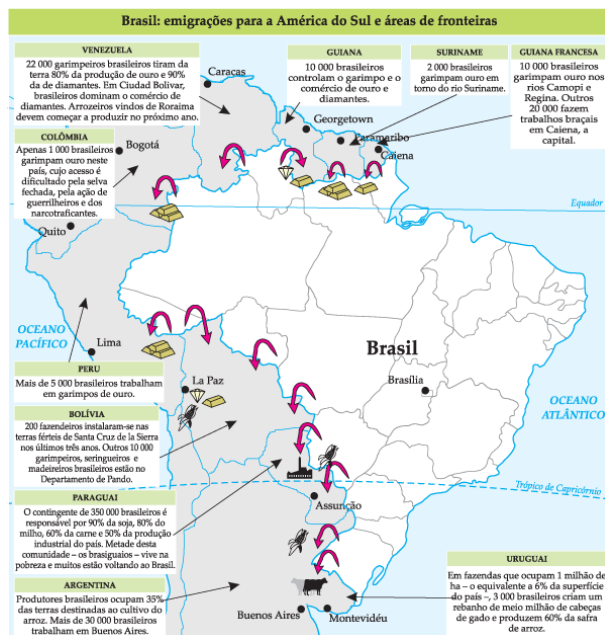 Brasil: emigrações para a América do Sul e áreas de fronteiras
VENEZUELA
22 000 garimpeiros brasileiros tiram da
terra 80% da produção de ouro e 90%
da de diamantes. Em Ciudad Bolivar,
brasileiros dominam o comércio de
diamantes. Arrozeiros vindos de Roraima
devem começar a produzir no próximo ano.
GUIANA
10 000 brasileiros
controlam o garimpo e o
comércio de ouro e
diamantes.
SURINAME
2 000 brasileiros
garimpam ouro em
torno do rio Suriname.
GUIANA FRANCESA
10 000 brasileiros
garimpam ouro nos
rios Camopi e
Regina. Outros
20 000 fazem
trabalhos braçais
em Caiena, a
capital.
COLÔMBIA
Apenas 1 000 brasileiros
garimpam ouro neste
país, cujo acesso é
dificultado pela selva
fechada, pela ação de
guerrilheiros e dos
narcotraficantes.
Caracas
Georgetown
Paramaribo
Caiena
Bogotá
Equador
Quito
OCEANO
PACÍFICO
Lima
Brasil
Brasília
OCEANO
ATLÂNTICO
PERU
Mais de 5 000 brasileiros trabalham
em garimpos de ouro.
La Paz
BOLÍVIA
200 fazendeiros instalaram-se nas
terras férteis de Santa Cruz de la Sierra
nos últimos três anos. Outros 10 000
garimpeiros, seringueiros e
madeireiros brasileiros estão no
Departamento de Pando.
Trópico de Capricórnio
PARAGUAI
O contingente de 350 000 brasileiros é
responsável por 90% da soja, 80% do
milho, 60% da carne e 50% da produção
industrial do país. Metade desta
comunidade – os brasiguaios – vive na
pobreza e muitos estão voltando ao Brasil.
Assunção
ARGENTINA
Produtores brasileiros ocupam 35%
das terras destinadas ao cultivo do
arroz. Mais de 30 000 brasileiros
trabalham em Buenos Aires.
Buenos Aires
Montevidéu
URUGUAI
Em fazendas que ocupam 1 milhão de
ha – o equivalente a 6% da superfície
do país –, 3 000 brasileiros criam um
rebanho de meio milhão de cabeças
de gado e produzem 60% da safra
de arroz.